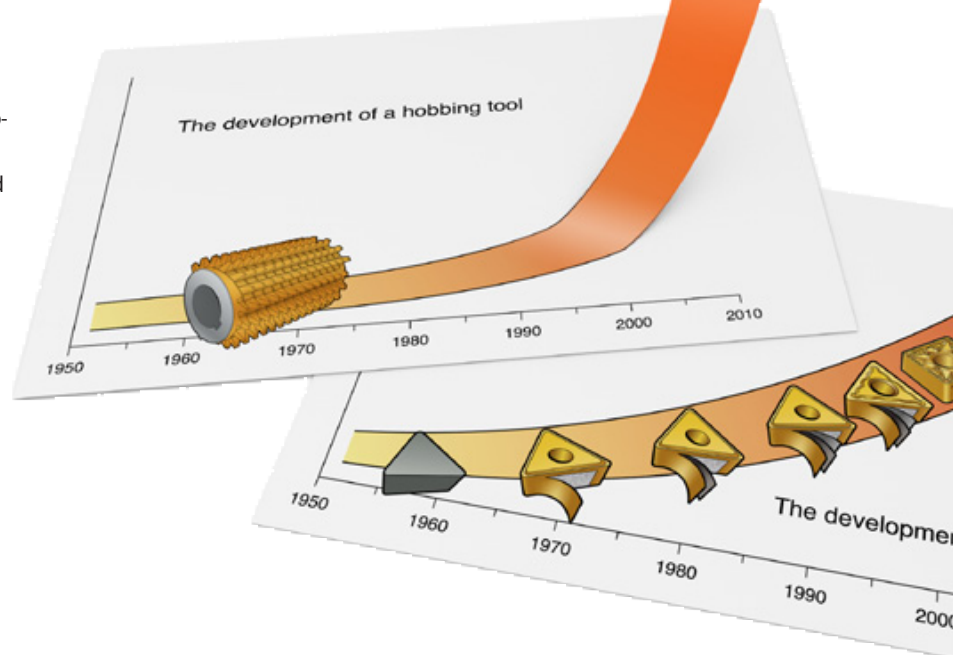 The development of a hobbing tool
1950 1960 1970 1980 1990 2000 2010
1950 1960 1970 1980 1990 2000
The